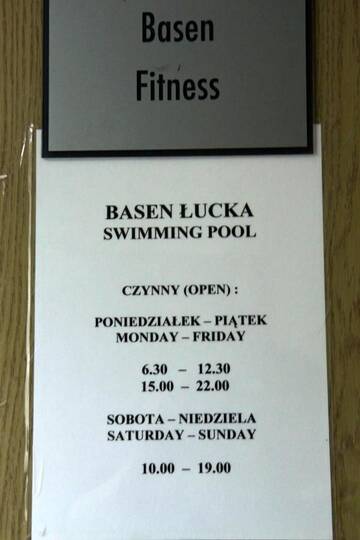 Basen
Fitness
BASEN ŁUCKA
SWIMMING POOL
CZYNNY (OPEN) :
PONIEDZIAŁEK – PIĄTEK
MONDAY – FRIDAY
6.30 – 12.30
15.00 – 22.00
SOBOTA – NIEDZIELA
SATURDAY – SUNDAY
10.00 – 19.00